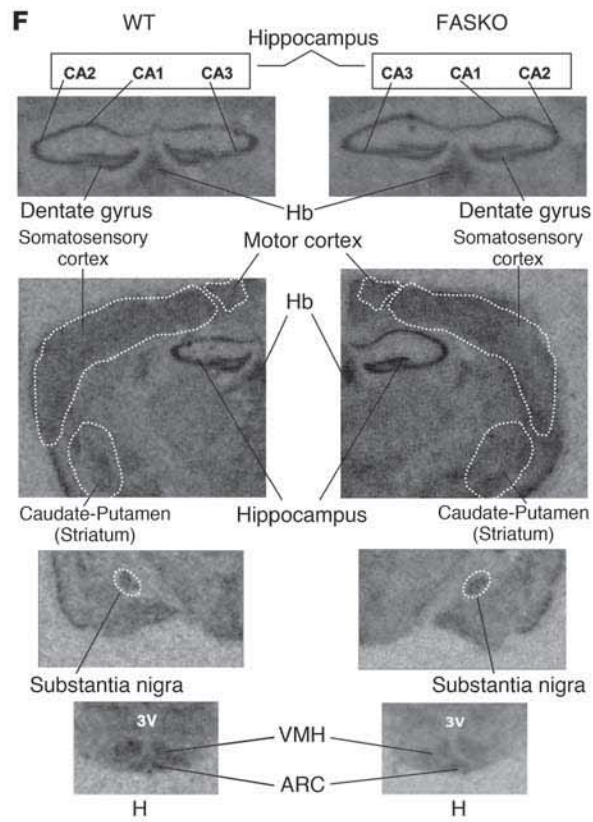 F
WT
FASKO
Hippocampus
CA2 CA1 CA3
CA3 CA1 CA2
Dentate gyrus
Hb
Dentate gyrus
Somatosensory
cortex
Motor cortex
Somatosensory
cortex
Hb
Caudate-Putamen
(Striatum)
Hippocampus
Caudate-Putamen
(Striatum)
Substantia nigra
Substantia nigra
3V
3V
VMH
ARC
H
H